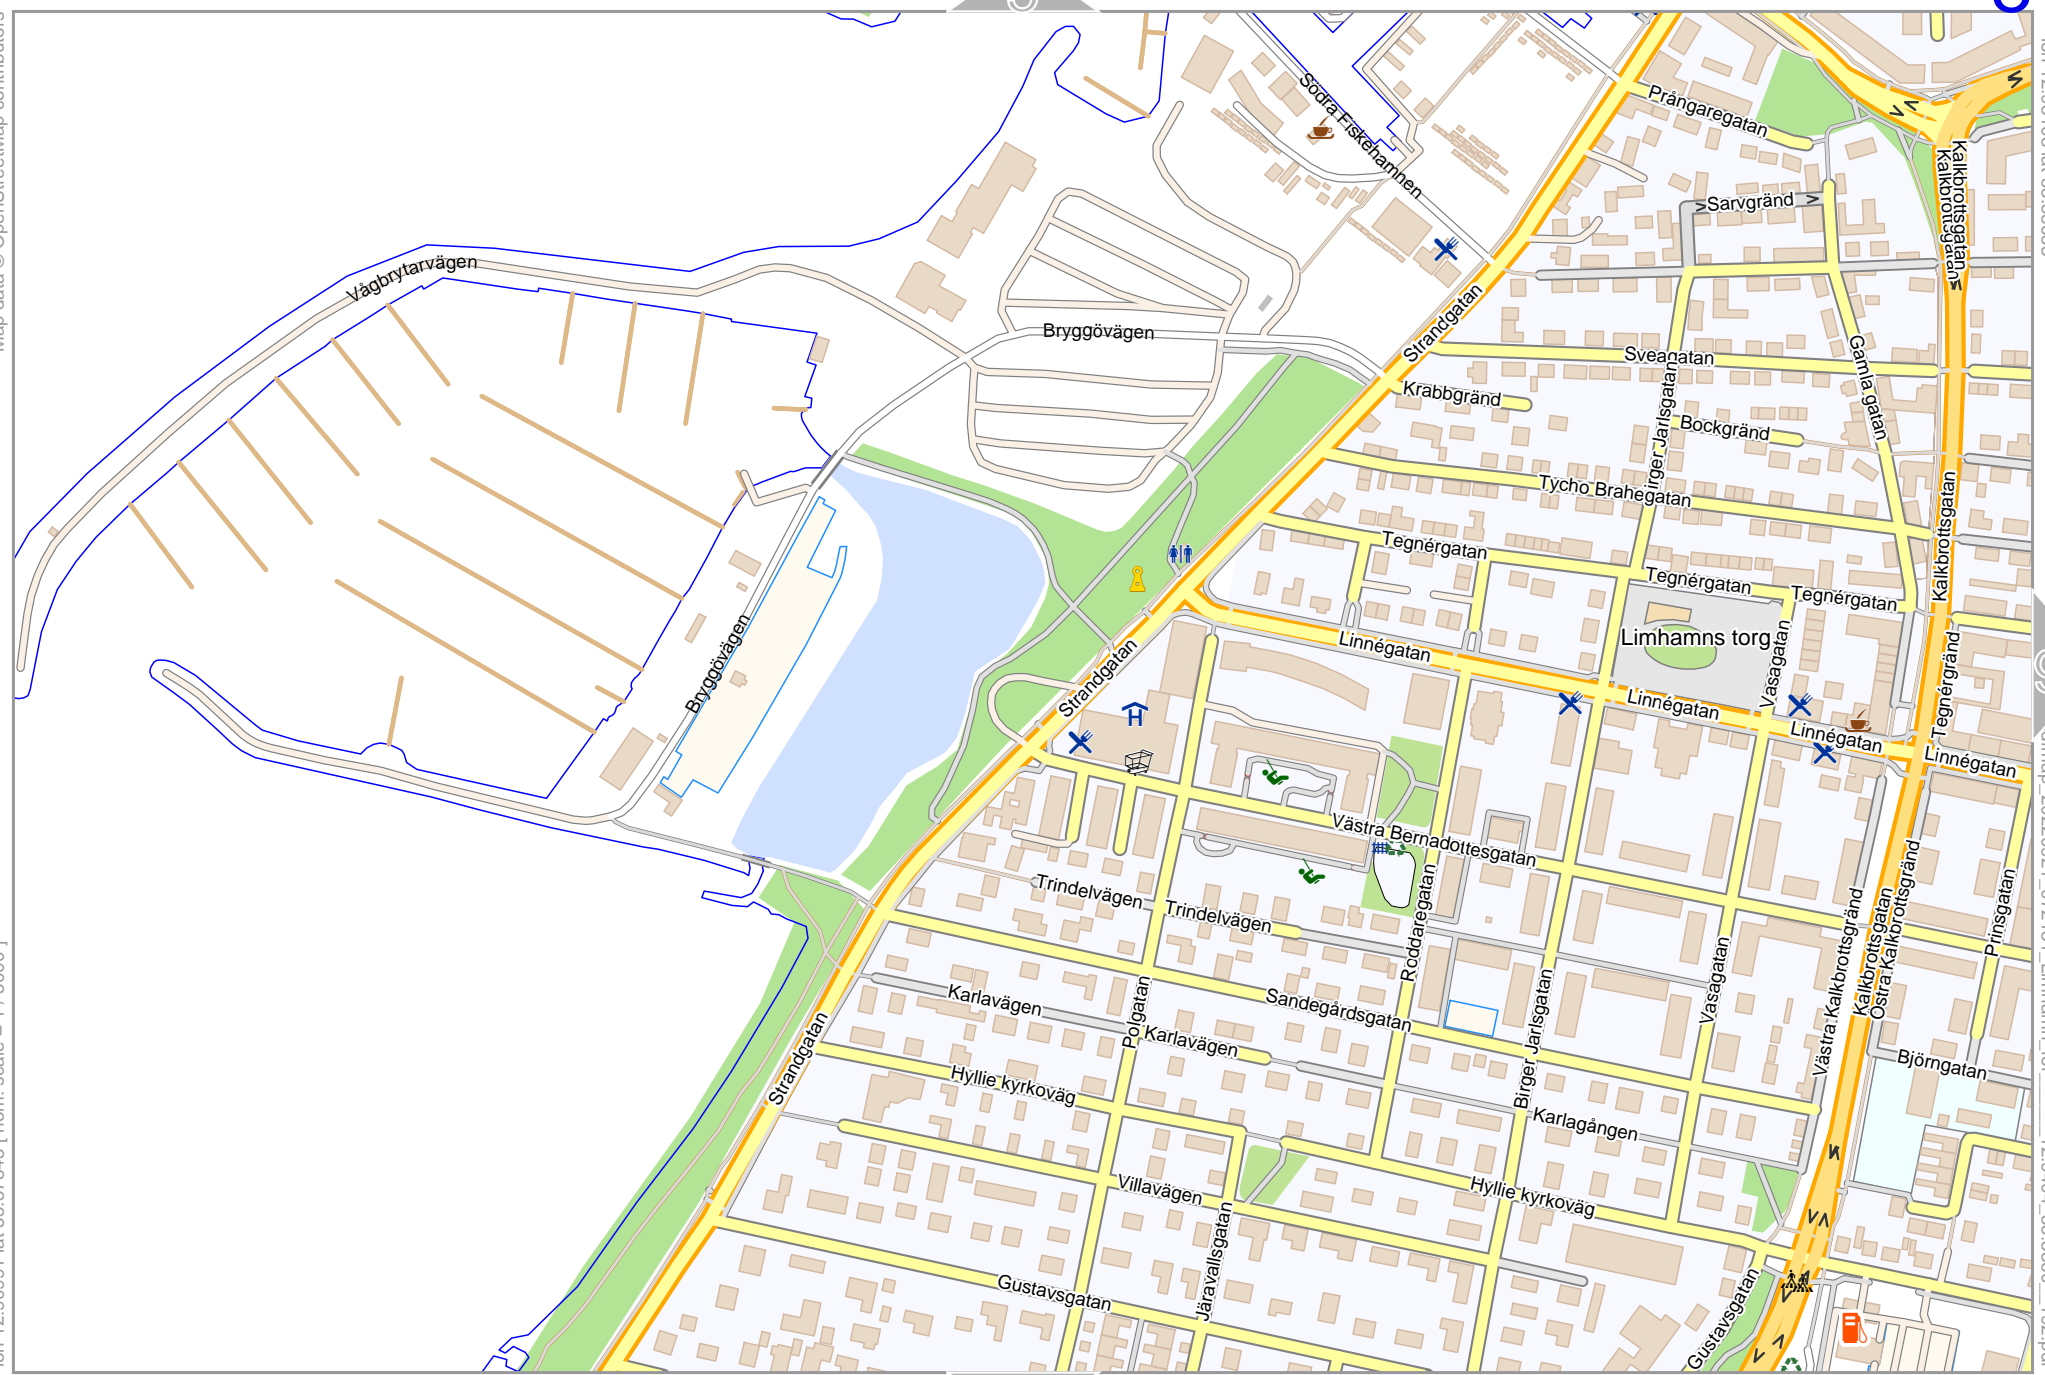 Södra Fiskehamnen
Prångaregatan
Kalkbrottsgatan
Kalkbrottsgatan
Sarvgränd
Vågbrytarvägen
Bryggövägen
Strandgatan
Sveagatan
Gamla gatan
Krabbgränd
Birger Jarlsgatan
Bockgränd
Tycho Brahegatan
Kalkbrottsgatan
Tegnérgatan
Tegnérgatan
Tegnérgatan
Limhamns torg
Linnégatan
Vasagatan
Tegnérgränd
Bryggövägen
Strandgatan
Linnégatan
Linnégatan
Linnégatan
Västra Bernadottesgatan
Trindelvägen
Trindelvägen
Roddaregatan
Västra Kalkbrottsgränd
Kalkbrottsgatan
Östra Kalkbrottsgränd
Prinsgatan
Vasagatan
Karlavägen
Polgatan
Karlavägen
Sandegårdsgatan
Birger Jarlsgatan
Strandgatan
Hyllie kyrkoväg
Karlagången
Björngatan
Villavägen
Hyllie kyrkoväg
Järavallsgatan
Gustavsgatan
Gustavsgatan